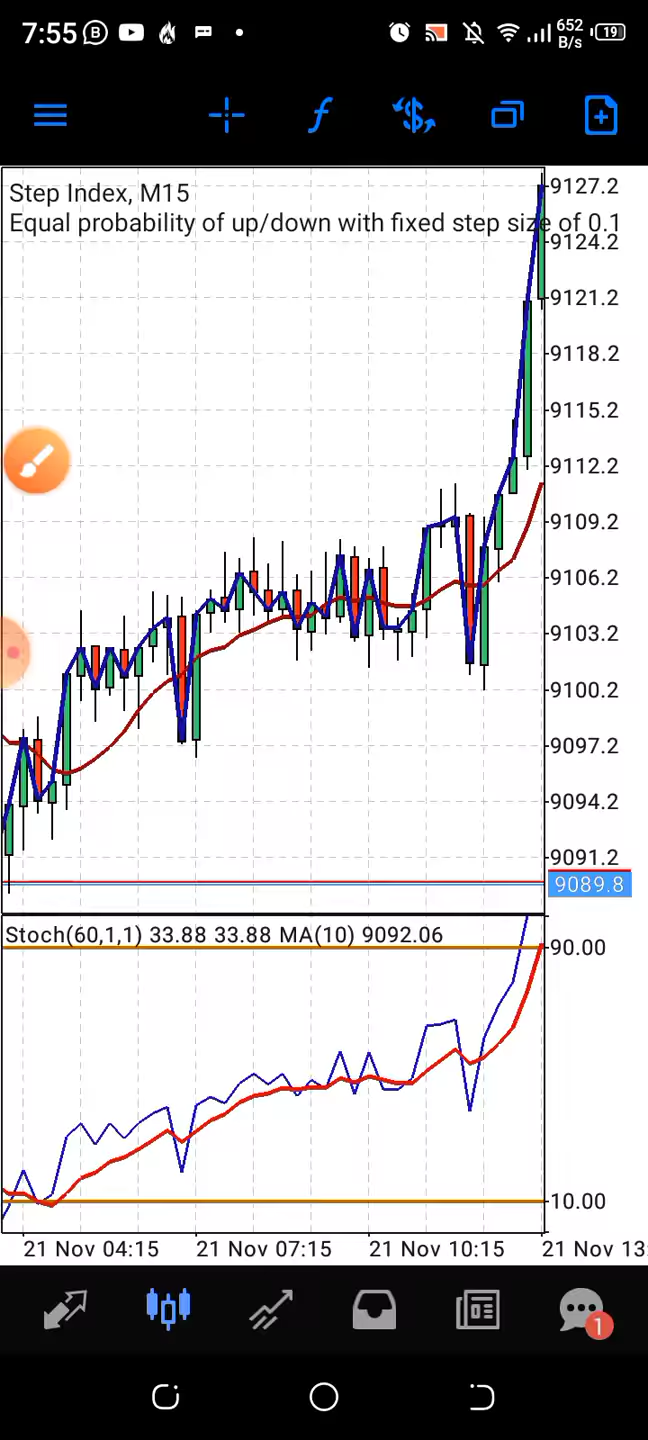 7:55
652
B/s
19
Step Index, M15
Equal probability of up/down with fixed step size of 0.1
9127.2
9124.2
9121.2
9118.2
9115.2
9112.2
9109.2
9106.2
9103.2
9100.2
9097.2
9094.2
9091.2
9089.8
Stoch(60,1,1) 33.88 33.88 MA(10) 9092.06
90.00
10.00
21 Nov 04:15
21 Nov 07:15
21 Nov 10:15
21 Nov 13:
1